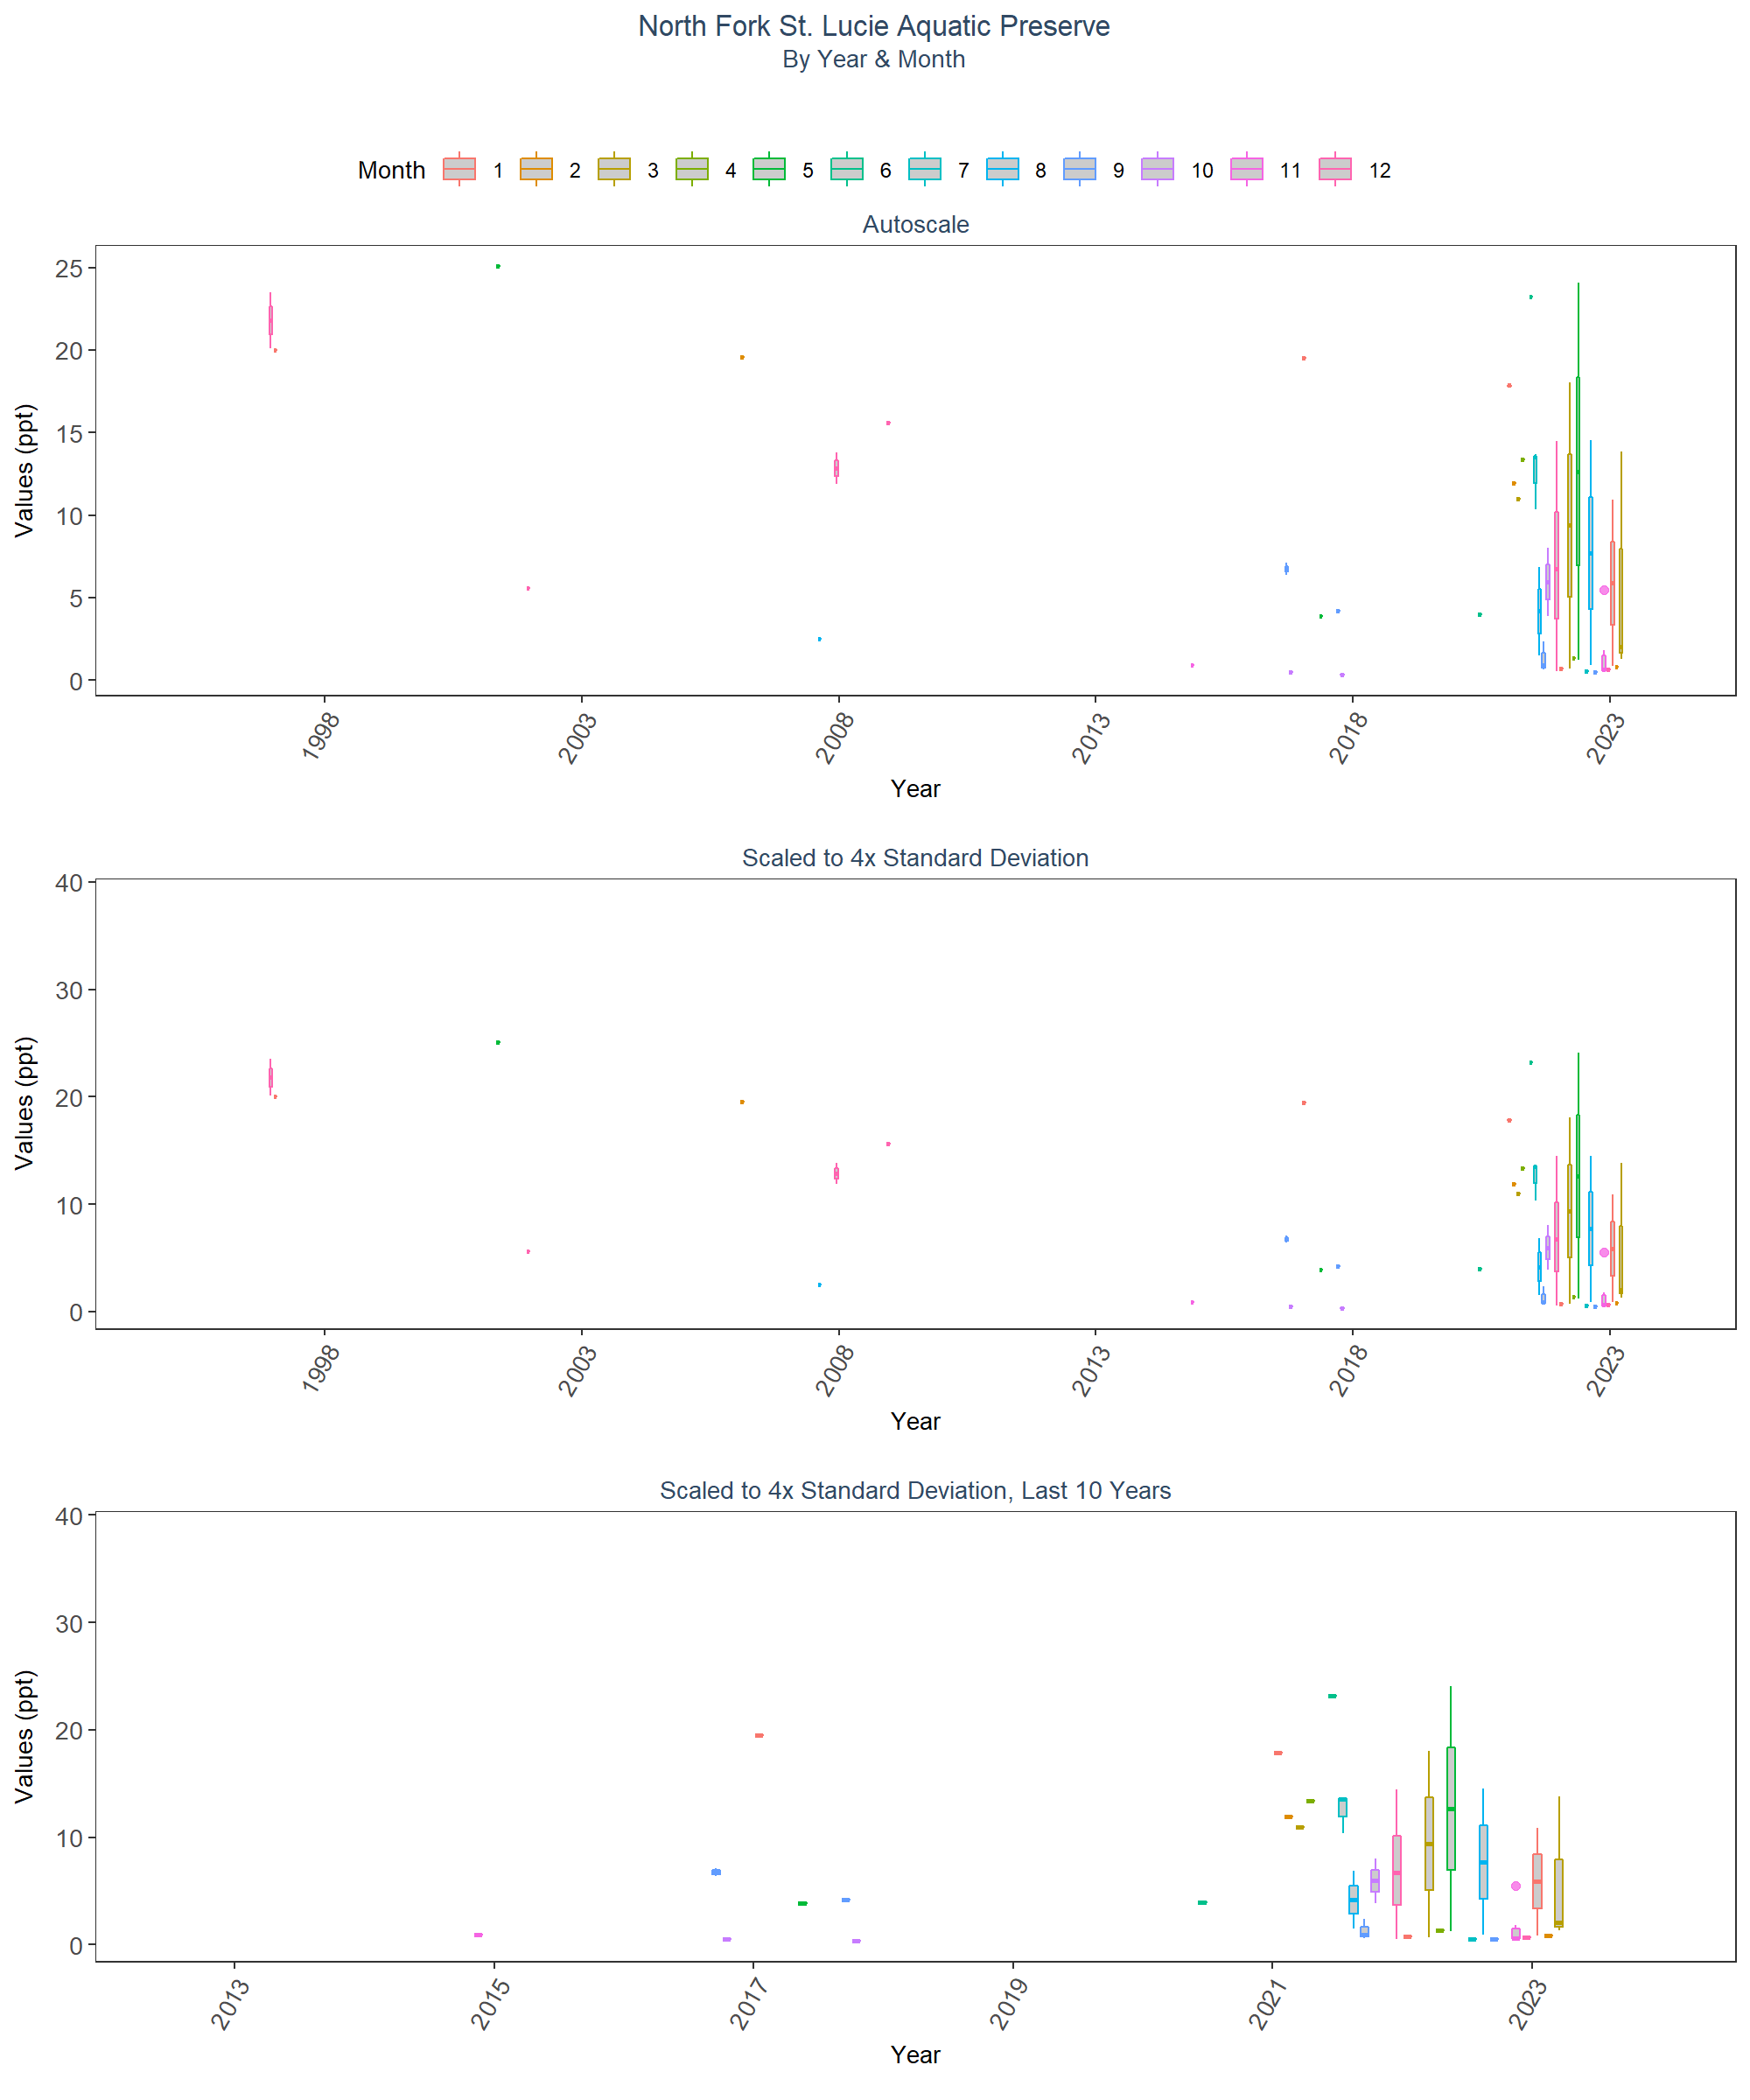 North Fork St. Lucie Aquatic Preserve
By Year & Month
Month 1 2 3 4 5 6 7 8 9 10 11 12
Autoscale
Values (ppt)
25
20
15
10
5
0
1998 2003 2008 2013 2018 2023
Year
Scaled to 4x Standard Deviation
Values (ppt)
40
30
20
10
0
1998 2003 2008 2013 2018 2023
Year
Scaled to 4x Standard Deviation, Last 10 Years
Values (ppt)
40
30
20
10
0
2013 2015 2017 2019 2021 2023
Year